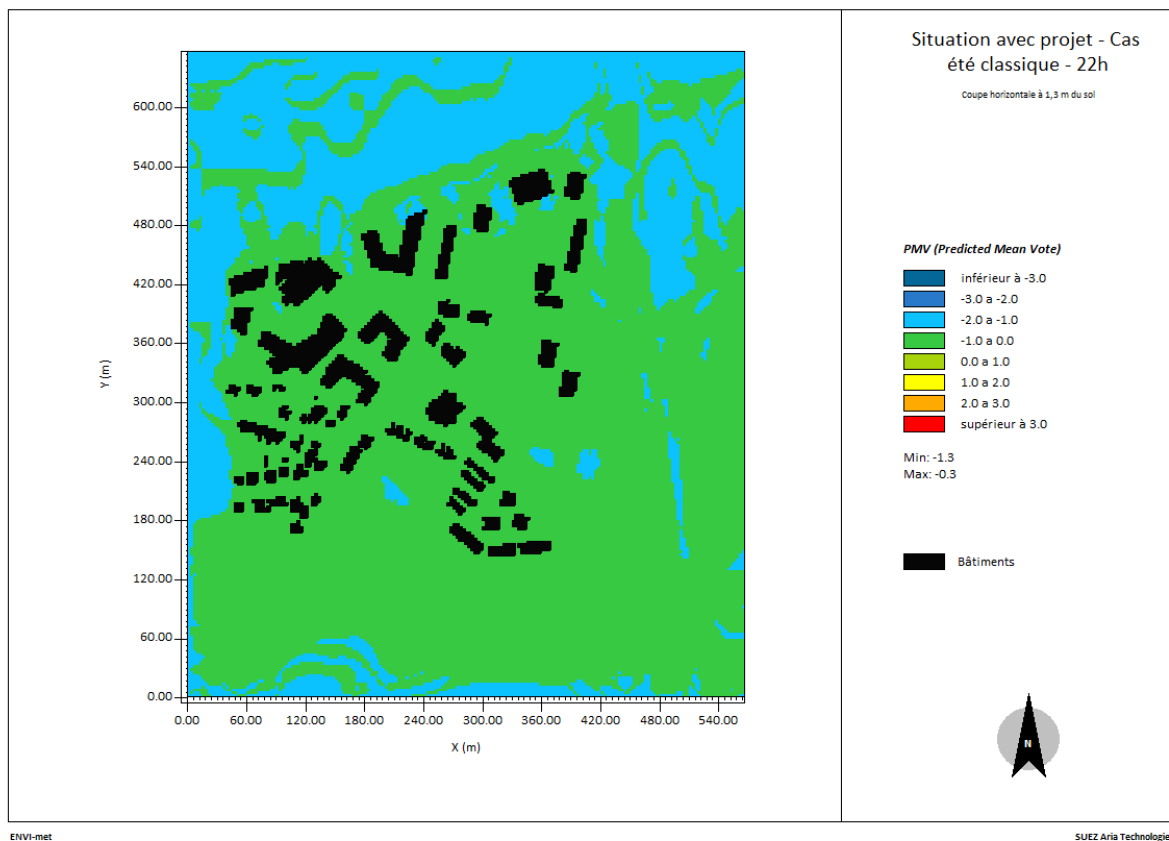 Situation avec projet - Cas
été classique - 22h
Coupe horizontale à 1,3 m du sol
600.00
540.00
480.00
420.00
360.00
300.00
240.00
180.00
120.00
60.00
0.00
Y (m)
0.00 60.00 120.00 180.00 240.00 300.00 360.00 420.00 480.00 540.00
X (m)
PMV (Predicted Mean Vote)
inférieur à -3.0
-3.0 a -2.0
-2.0 a -1.0
-1.0 a 0.0
0.0 a 1.0
1.0 a 2.0
2.0 a 3.0
supérieur à 3.0
Min: -1.3
Max: -0.3
Bâtiments
N
ENVI-met
SUEZ Aria Technologie